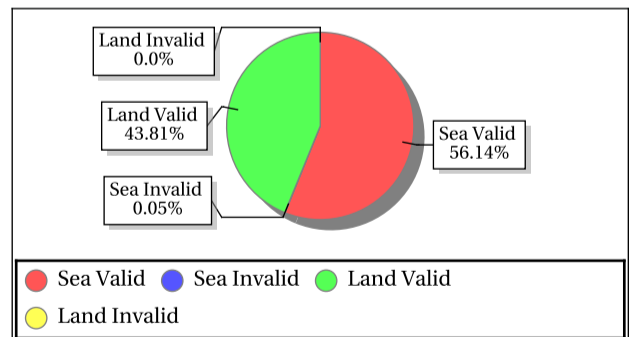 Land Invalid
0.0%
Land Valid
43.81%
Sea Valid
56.14%
Sea Invalid
0.05%
Sea Valid
Sea Invalid
Land Valid
Land Invalid